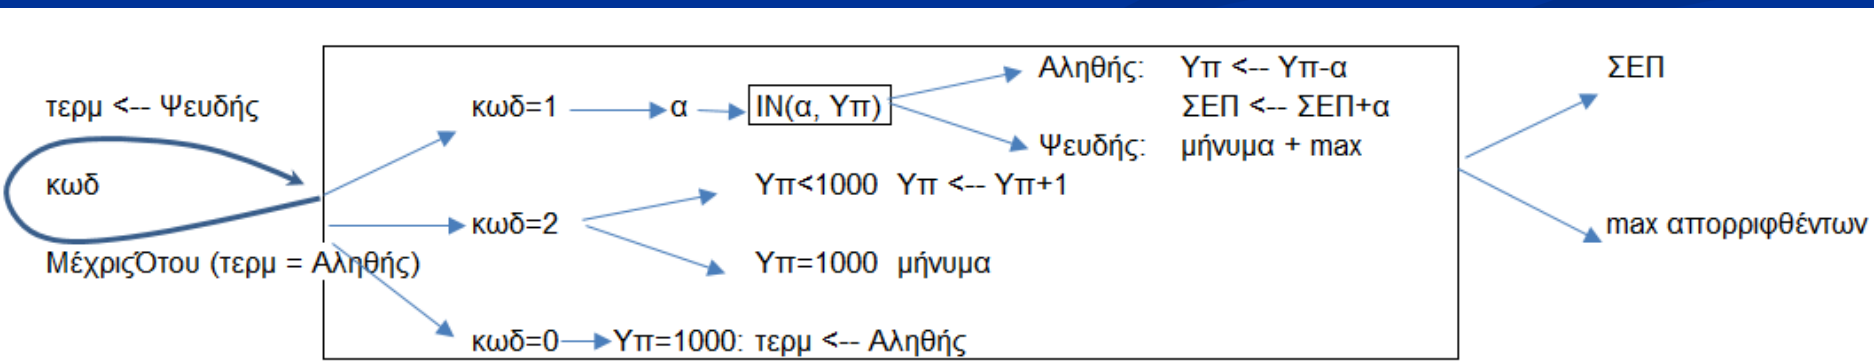 Αληθής: Υπ <-- Υπ-α
ΣΕΠ
τερμ <-- Ψευδής
κωδ=1
α
IN(α, Υπ)
ΣΕΠ <-- ΣΕΠ+α
Ψευδής: μήνυμα + max
κωδ
Υπ<1000 Υπ <-- Υπ+1
κωδ=2
max απορριφθέντων
ΜέχριςΌτου (τερμ = Αληθής)
Υπ=1000 μήνυμα
κωδ=0
Υπ=1000: τερμ <-- Αληθής